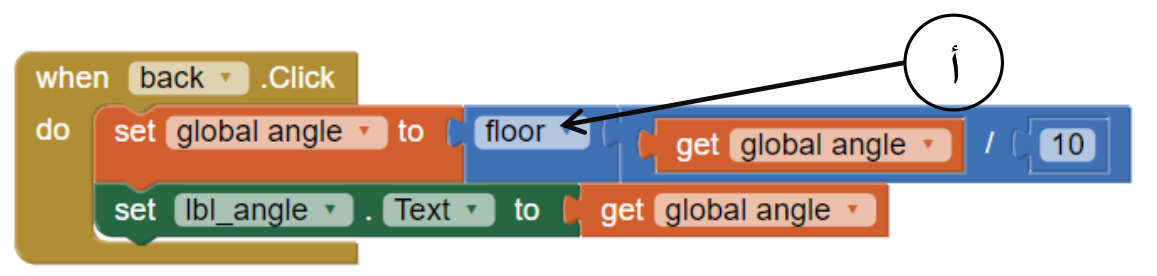 أ
when back .Click
do set global angle to floor get global angle / 10
set lbl_angle . Text to get global angle